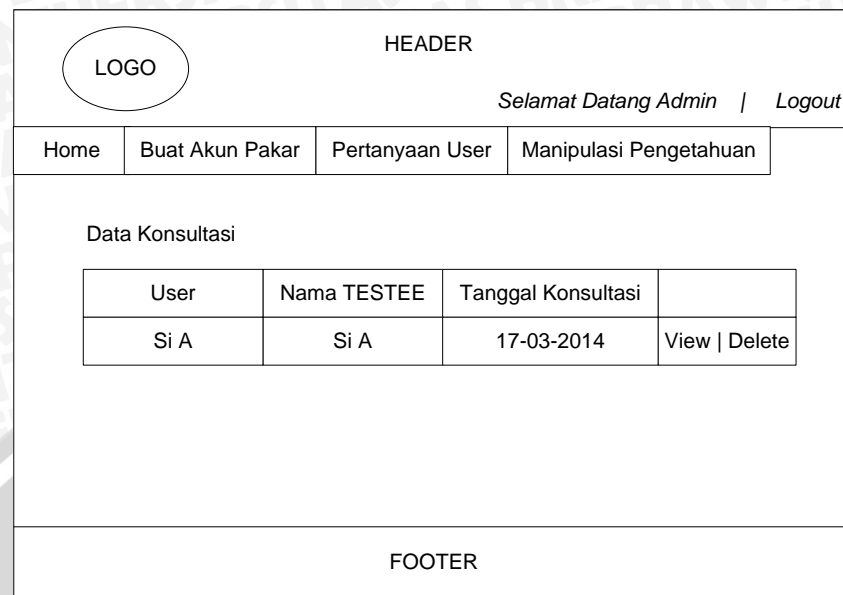 LOGO
HEADER
Selamat Datang Admin | Logout
Home Buat Akun Pakar Pertanyaan User Manipulasi Pengetahuan
Data Konsultasi
User Nama TESTEE Tanggal Konsultasi
Si A Si A 17-03-2014 View | Delete
FOOTER